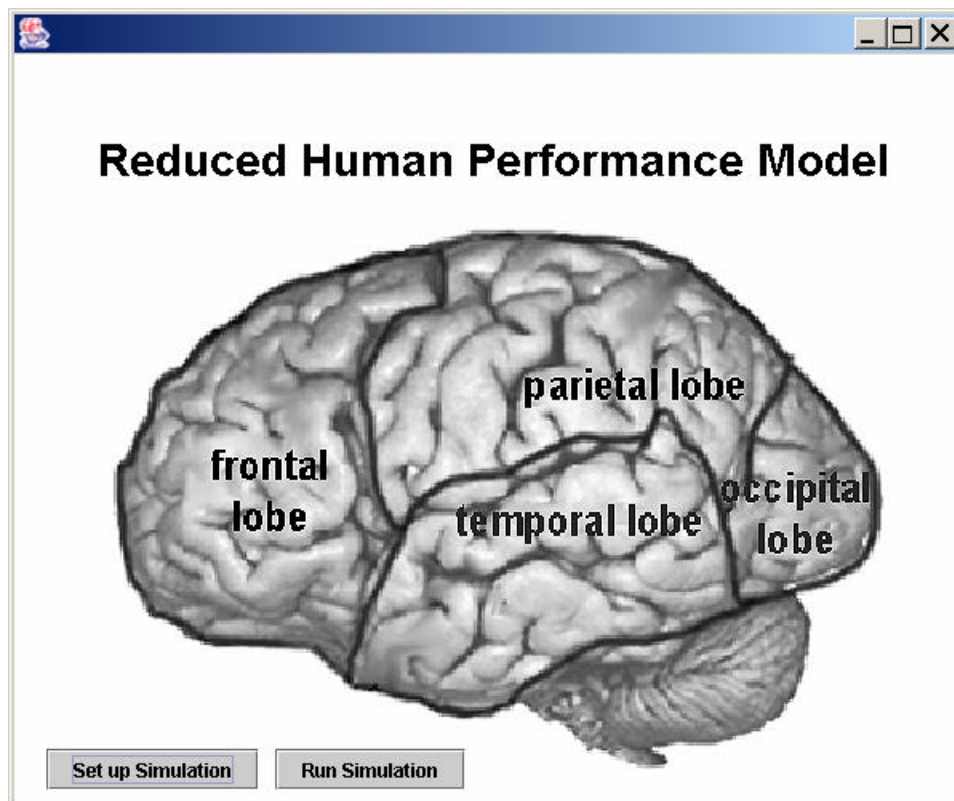 Reduced Human Performance Model
parietal lobe
frontal
lobe
temporal lobe
occipital
lobe
Set up Simulation
Run Simulation